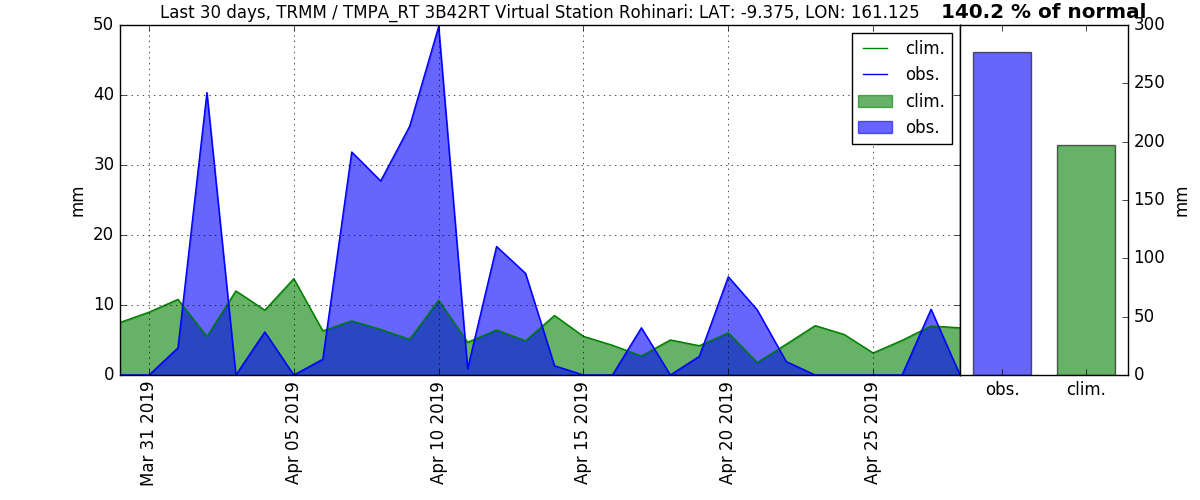 Last 30 days, TRMM / TMPA_RT 3B42RT Virtual Station Rohinari: LAT: -9.375, LON: 161.125
140.2 % of normal
50
40
30
20
10
0
mm
clim.
obs.
clim.
obs.
300
250
200
150
100
50
0
mm
obs.
clim.
Mar 31 2019
Apr 05 2019
Apr 10 2019
Apr 15 2019
Apr 20 2019
Apr 25 2019